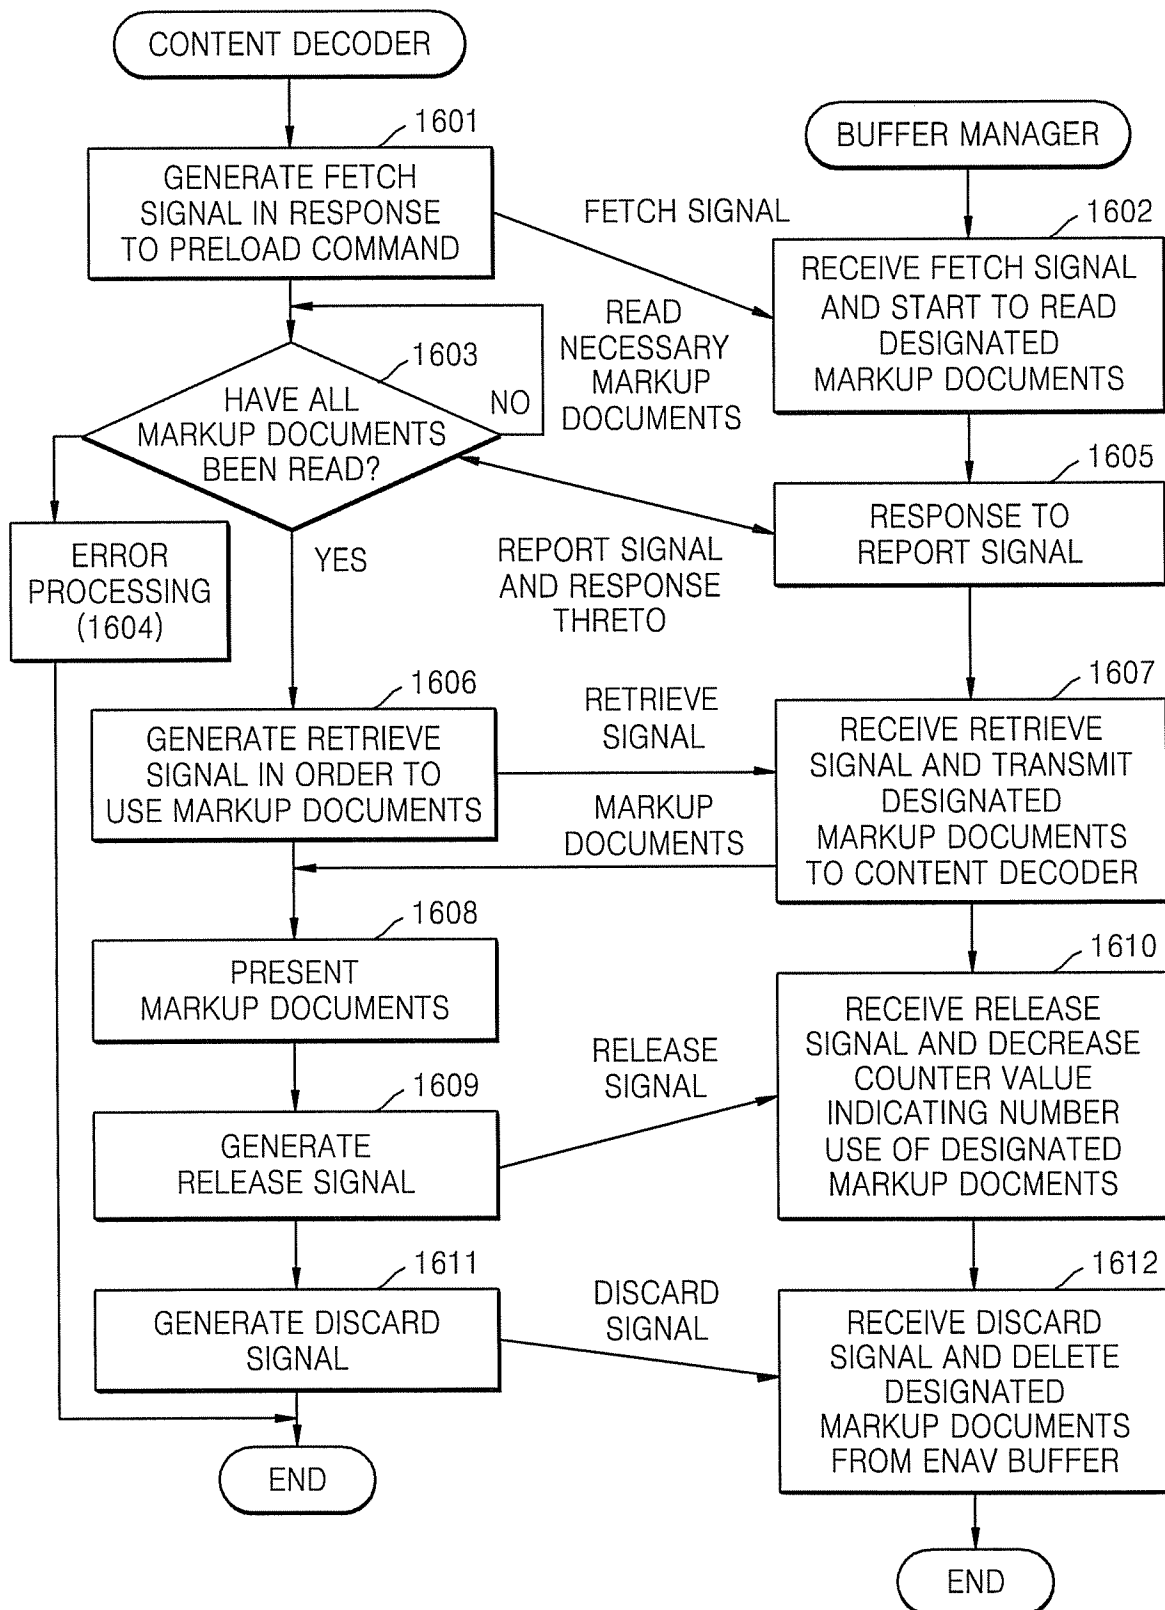 CONTENT DECODER
1601
GENERATE FETCH
SIGNAL IN RESPONSE
TO PRELOAD COMMAND
BUFFER MANAGER
FETCH SIGNAL
1602
RECEIVE FETCH SIGNAL
AND START TO READ
DESIGNATED
MARKUP DOCUMENTS
READ
NECESSARY
MARKUP
DOCUMENTS
1603
HAVE ALL
MARKUP DOCUMENTS
BEEN READ?
NO
1605
RESPONSE TO
REPORT SIGNAL
ERROR
PROCESSING
(1604)
YES
REPORT SIGNAL
AND RESPONSE
THRETO
1606
GENERATE RETRIEVE
SIGNAL IN ORDER TO
USE MARKUP DOCUMENTS
RETRIEVE
SIGNAL
1607
RECEIVE RETRIEVE
SIGNAL AND TRANSMIT
DESIGNATED
MARKUP DOCUMENTS
TO CONTENT DECODER
MARKUP
DOCUMENTS
1608
PRESENT
MARKUP DOCUMENTS
1609
GENERATE
RELEASE SIGNAL
RELEASE
SIGNAL
1610
RECEIVE RELEASE
SIGNAL AND DECREASE
COUNTER VALUE
INDICATING NUMBER
USE OF DESIGNATED
MARKUP DOCMENTS
1611
GENERATE DISCARD
SIGNAL
DISCARD
SIGNAL
1612
RECEIVE DISCARD
SIGNAL AND DELETE
DESIGNATED
MARKUP DOCUMENTS
FROM ENAV BUFFER
END
END